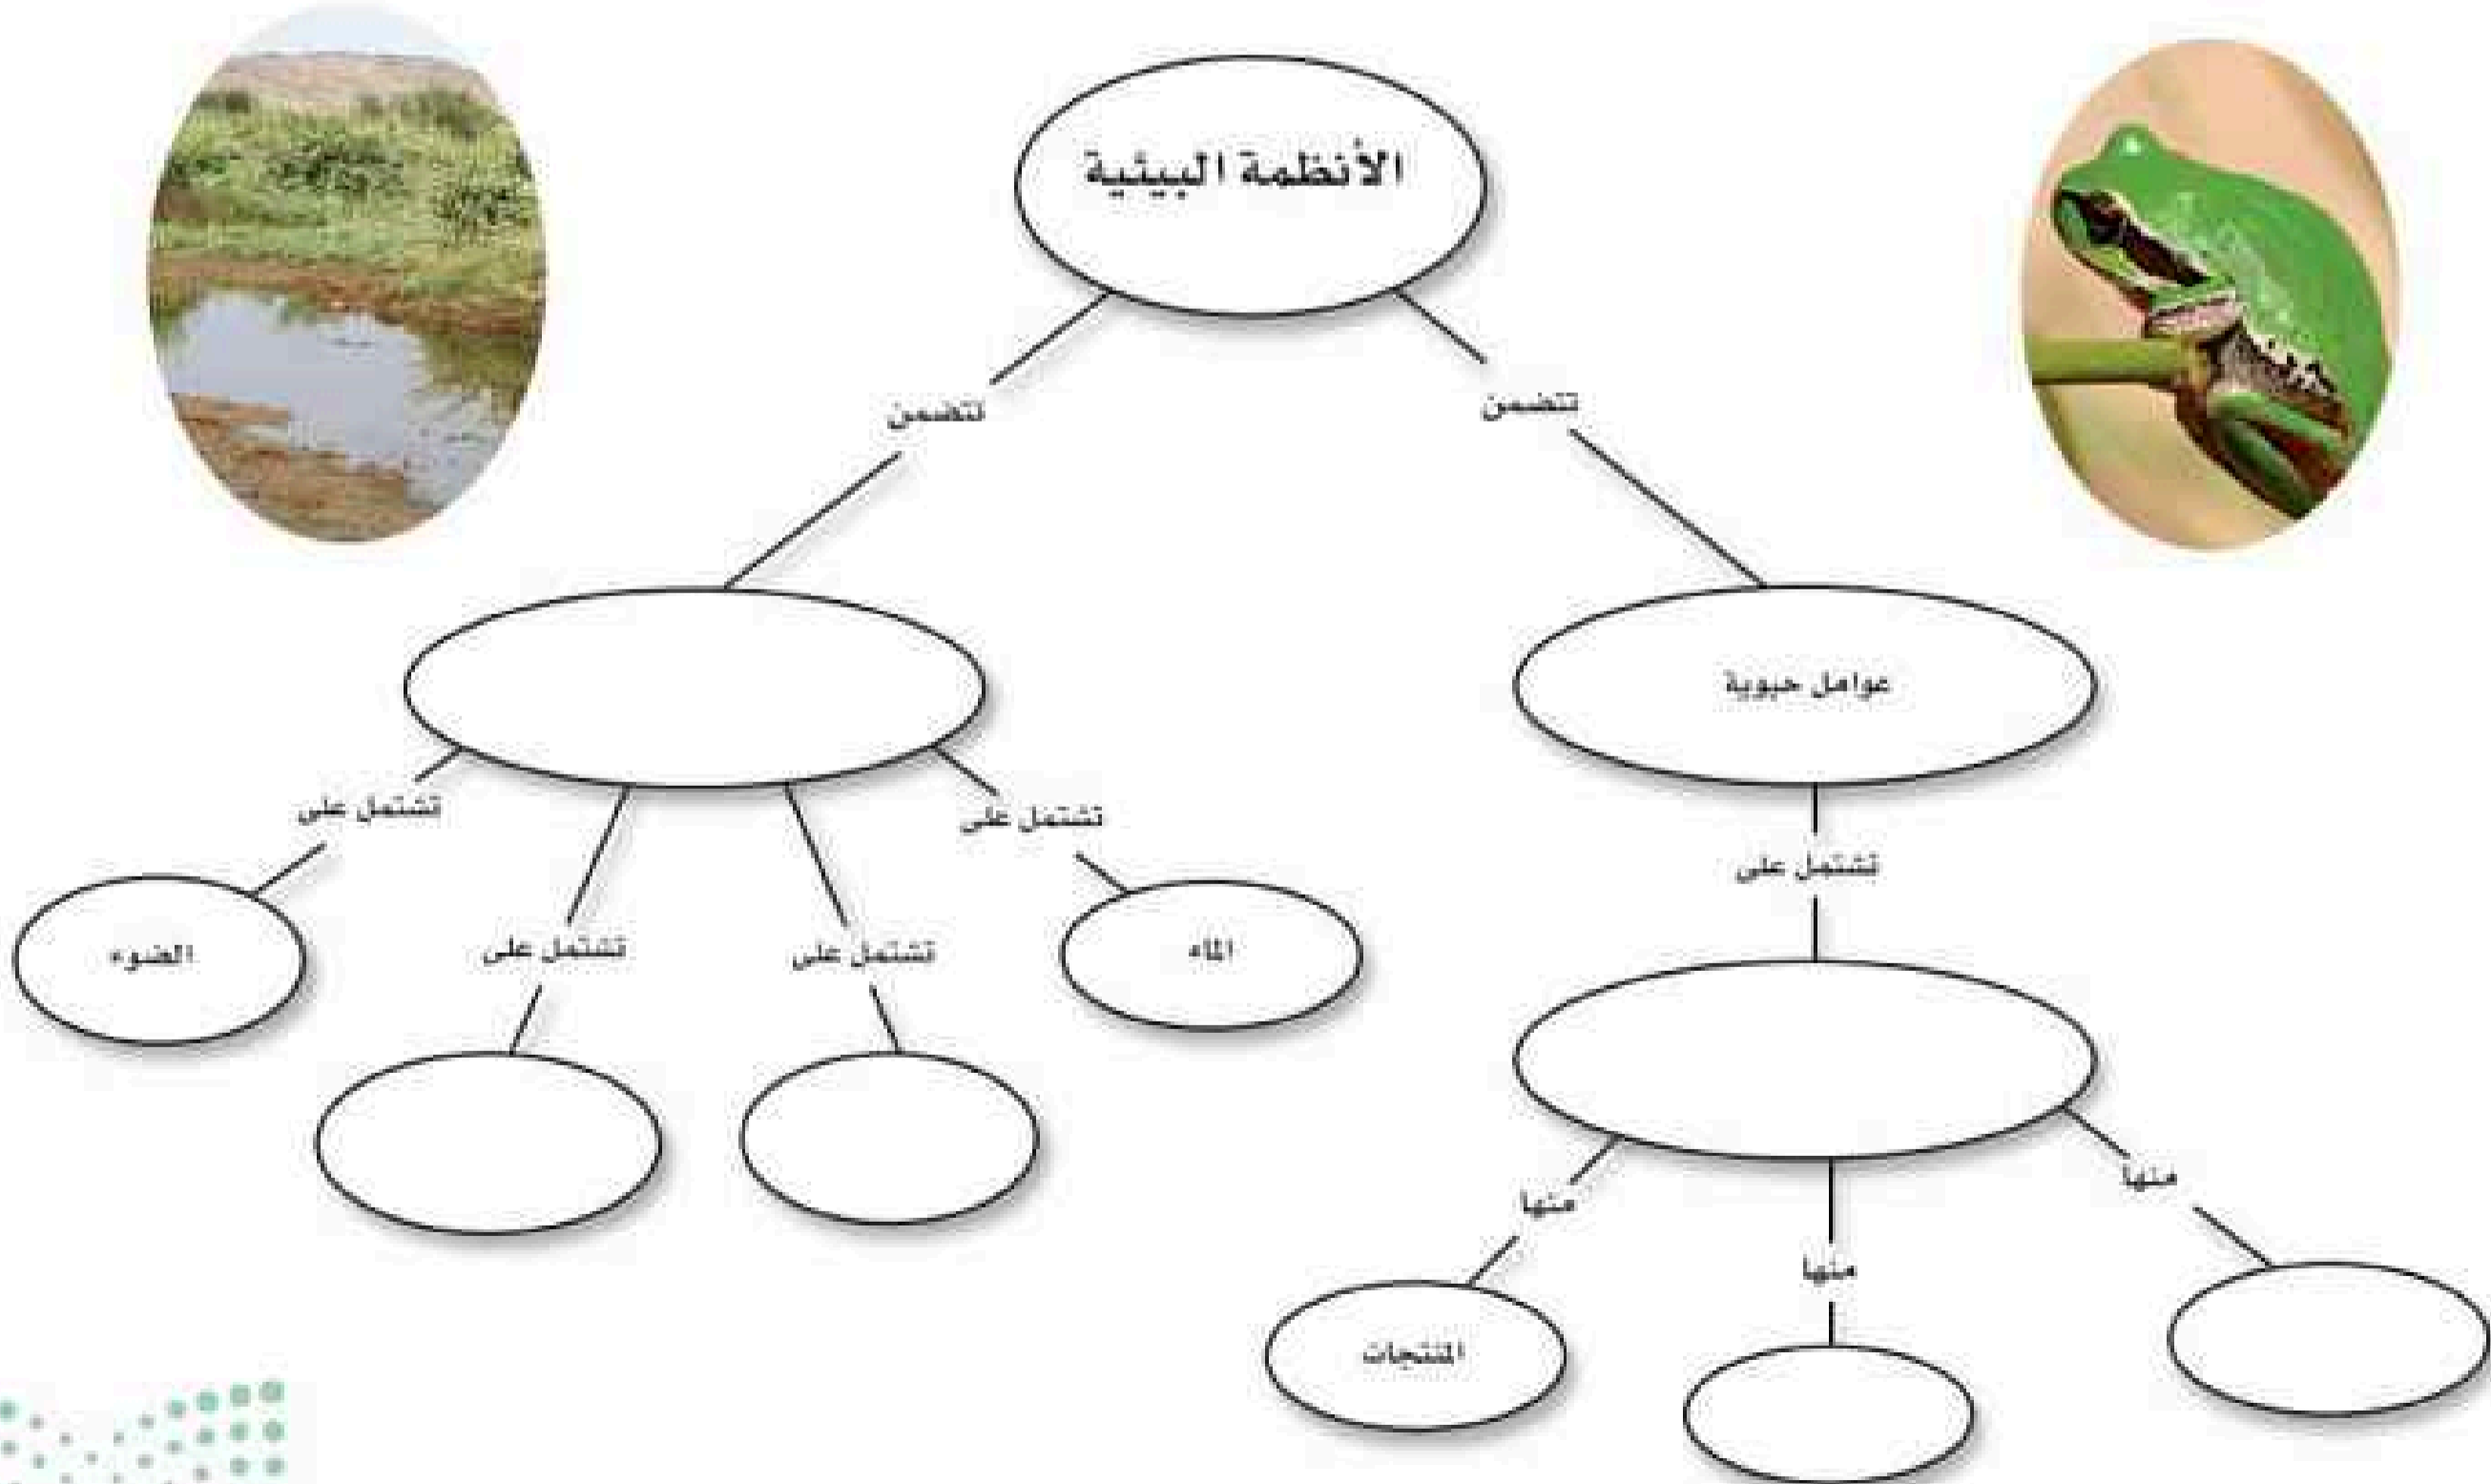 الأنظمة البيئية
تتضمن
تتضمن
عوامل حيوية
تشتمل على
تشتمل على
تشتمل على
تشتمل على
تشتمل على
الماء
الضوء
منها
منها
منها
المنتجات